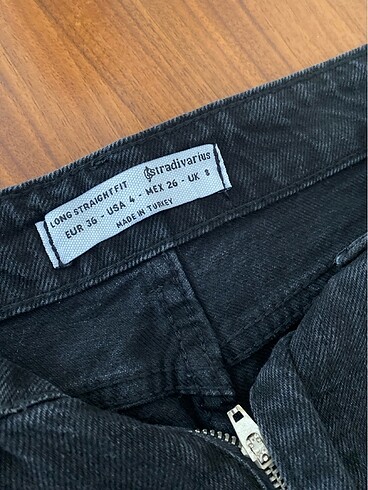 LONG STRAIGHT FIT stradivarius
EUR 36 - USA 4 - MEX 26 - UK 8
MADE IN TURKEY